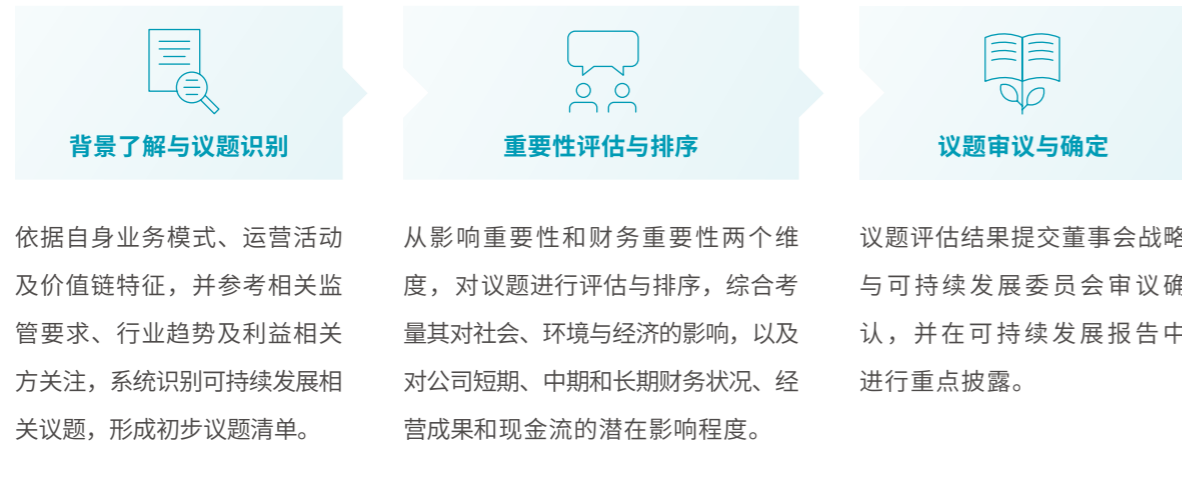 背景了解与议题识别
依据自身业务模式、运营活动
及价值链特征，并参考相关监
管要求、行业趋势及利益相关
方关注，系统识别可持续发展相
关议题，形成初步议题清单。
重要性评估与排序
从影响重要性和财务重要性两个维
度，对议题进行评估与排序，综合考
量其对社会、环境与经济的影响，以及
对公司短期、中期和长期财务状况、经
营成果和现金流的潜在影响程度。
议题审议与确定
议题评估结果提交董事会战略
与可持续发展委员会审议确
认，并在可持续发展报告中
进行重点披露。